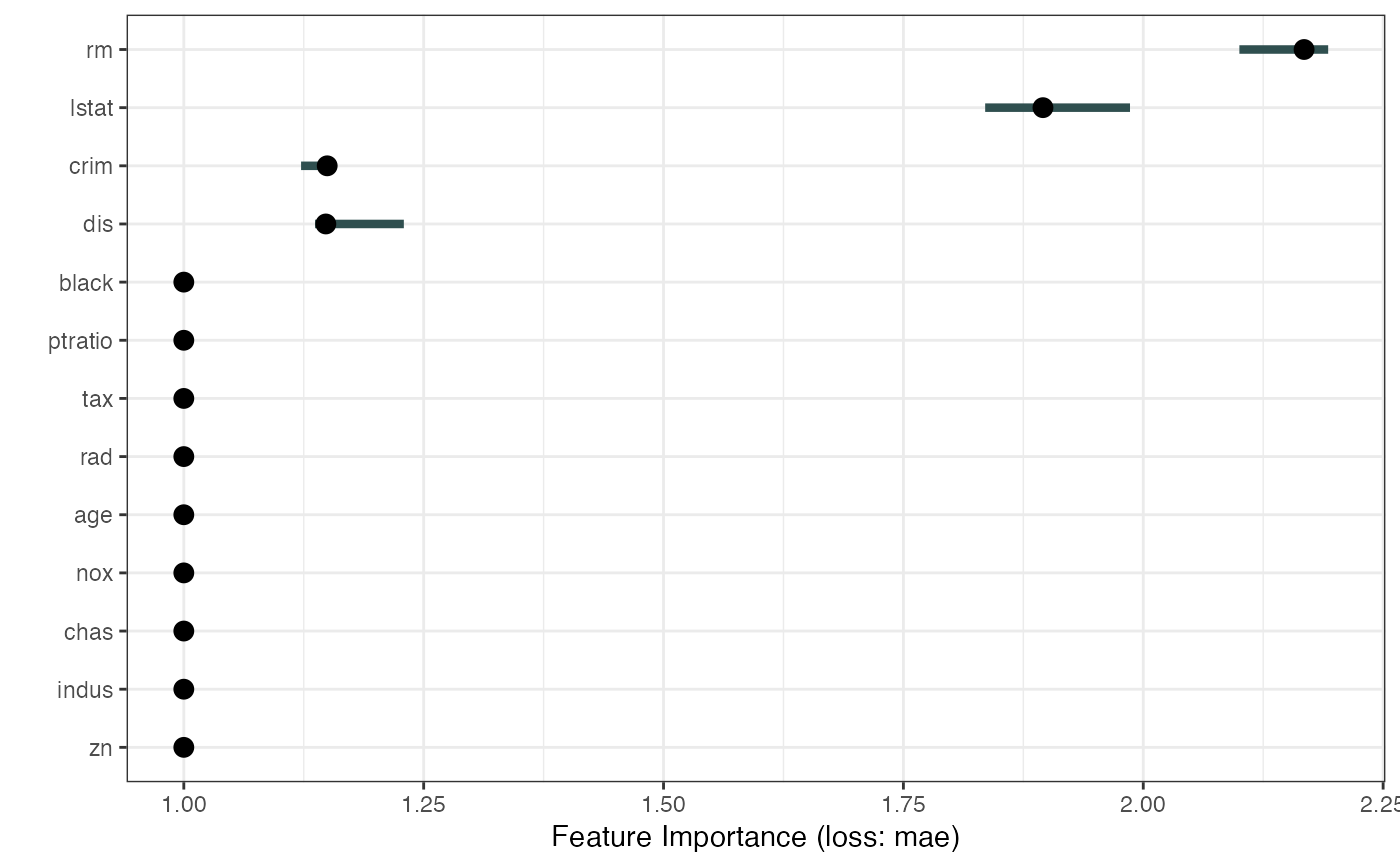 rm
lstat
crim
dis
black
ptratio
tax
rad
age
nox
chas
indus
zn
1.00 1.25 1.50 1.75 2.00 2.25
Feature Importance (loss: mae)